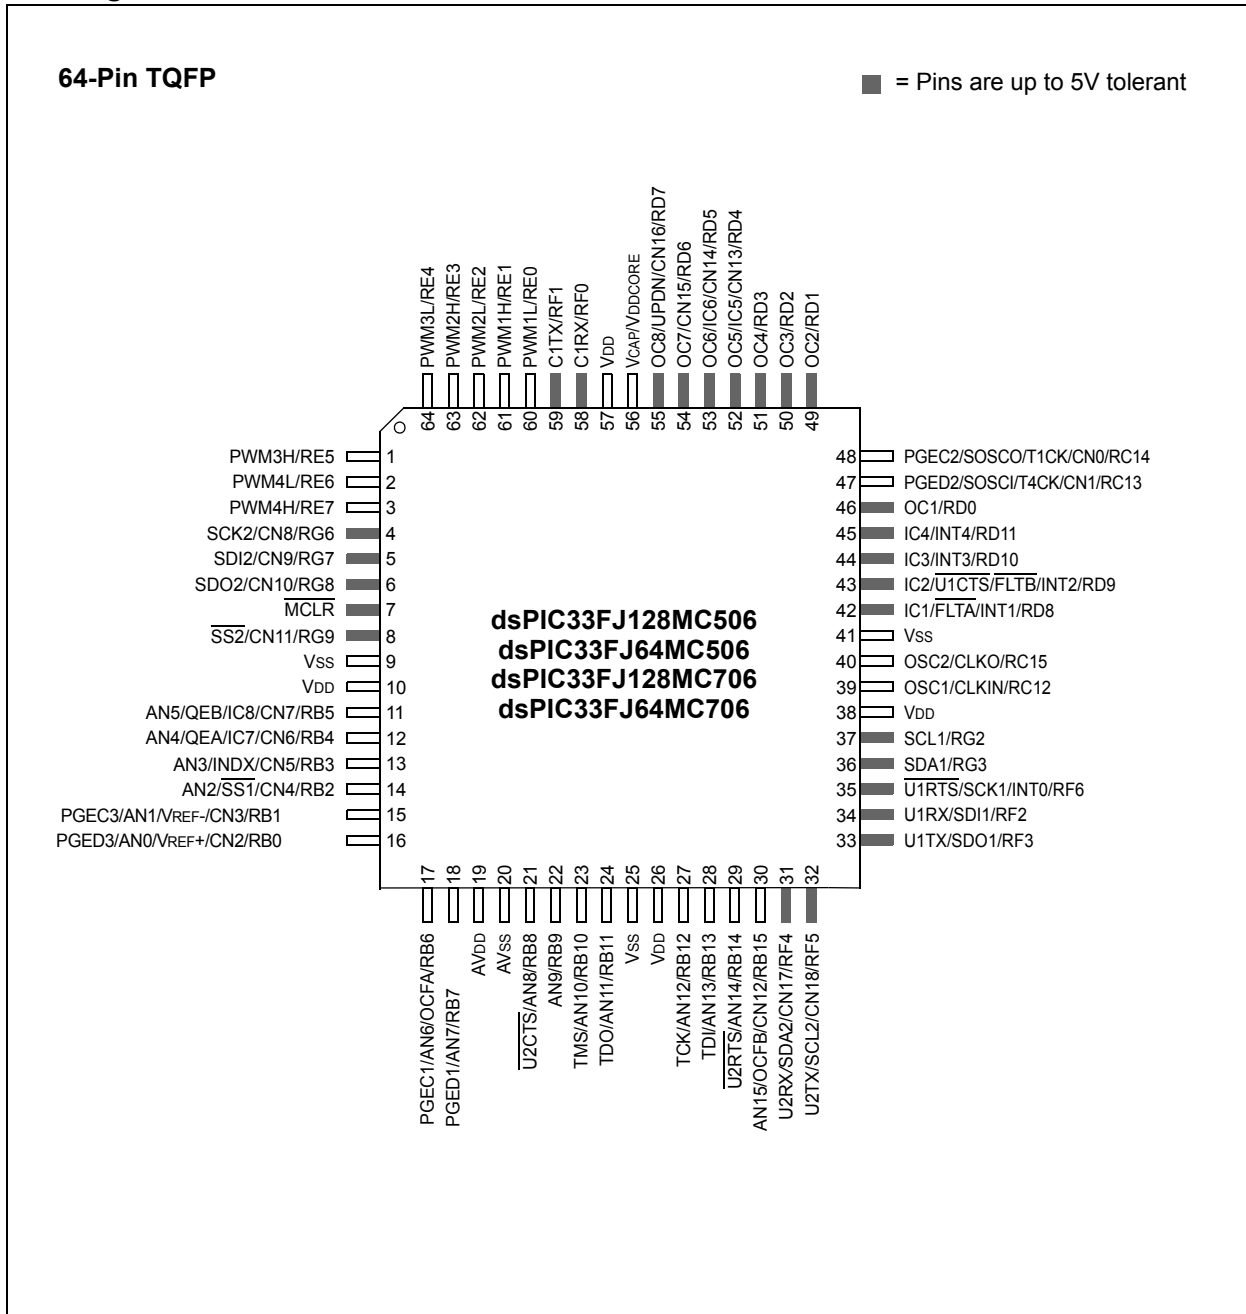 64-Pin TQFP
= Pins are up to 5V tolerant
PWM3L/RE4
PWM2H/RE3
PWM2L/RE2
PWM1H/RE1
PWM1L/RE0
C1TX/RF1
C1RX/RF0
VDD
VCAP/VDDCORE
OC8/UPDN/CN16/RD7
OC7/CN15/RD6
OC6/IC6/CN14/RD5
OC5/IC5/CN13/RD4
OC4/RD3
OC3/RD2
OC2/RD1
64 63 62 61 60 59 58 57 56 55 54 53 52 51 50 49
PWM3H/RE5 1
PWM4L/RE6 2
PWM4H/RE7 3
SCK2/CN8/RG6 4
SDI2/CN9/RG7 5
SDO2/CN10/RG8 6
MCLR 7
SS2/CN11/RG9 8
VSS 9
VDD 10
AN5/QEB/IC8/CN7/RB5 11
AN4/QEA/IC7/CN6/RB4 12
AN3/INDX/CN5/RB3 13
AN2/SS1/CN4/RB2 14
PGEC3/AN1/VREF-/CN3/RB1 15
PGED3/AN0/VREF+/CN2/RB0 16
dsPIC33FJ128MC506
dsPIC33FJ64MC506
dsPIC33FJ128MC706
dsPIC33FJ64MC706
48 PGEC2/SOSCO/T1CK/CN0/RC14
47 PGED2/SOSCI/T4CK/CN1/RC13
46 OC1/RD0
45 IC4/INT4/RD11
44 IC3/INT3/RD10
43 IC2/U1CTS/FLTB/INT2/RD9
42 IC1/FLTA/INT1/RD8
41 VSS
40 OSC2/CLKO/RC15
39 OSC1/CLKIN/RC12
38 VDD
37 SCL1/RG2
36 SDA1/RG3
35 U1RTS/SCK1/INT0/RF6
34 U1RX/SDI1/RF2
33 U1TX/SDO1/RF3
17 18 19 20 21 22 23 24 25 26 27 28 29 30 31 32
PGEC1/AN6/OCFA/RB6
PGED1/AN7/RB7
AVDD
AVSS
U2CTS/AN8/RB8
AN9/RB9
TMS/AN10/RB10
TDO/AN11/RB11
VSS
VDD
TCK/AN12/RB12
TDI/AN13/RB13
U2RTS/AN14/RB14
AN15/OCFB/CN12/RB15
U2RX/SDA2/CN17/RF4
U2TX/SCL2/CN18/RF5